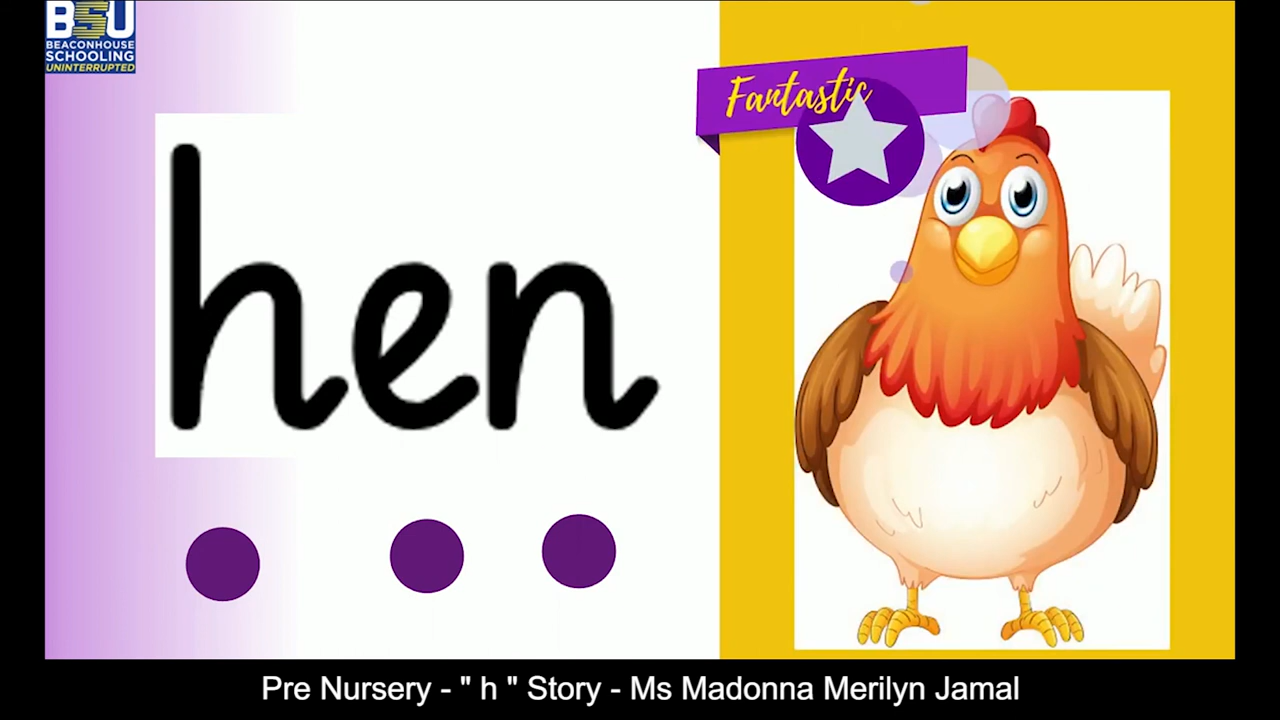 BSU
BEACONHOUSE
SCHOOLING
UNINTERRUPTED
Fantastic
hen
Pre Nursery - " h " Story - Ms Madonna Merilyn Jamal